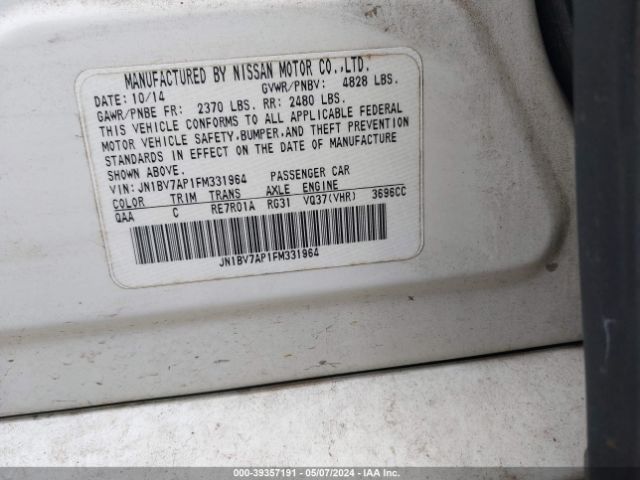 MANUFACTURED BY NISSAN MOTOR CO.,LTD.
DATE: 10/14 GVWR/PNBV: 4828 LBS.
GAWR/PNBE FR: 2370 LBS. RR: 2480 LBS.
THIS VEHICLE CONFORMS TO ALL APPLICABLE FEDERAL
MOTOR VEHICLE SAFETY,BUMPER,AND THEFT PREVENTION
STANDARDS IN EFFECT ON THE DATE OF MANUFACTURE
SHOWN ABOVE.
VIN: JN1BV7AP1FM331964 PASSENGER CAR
COLOR TRIM TRANS AXLE ENGINE
QAA C RE7R01A RG31 VQ37(VHR) 3696CC
JN1BV7AP1FM331964
000-39357191 - 05/07/2024 - IAA Inc.